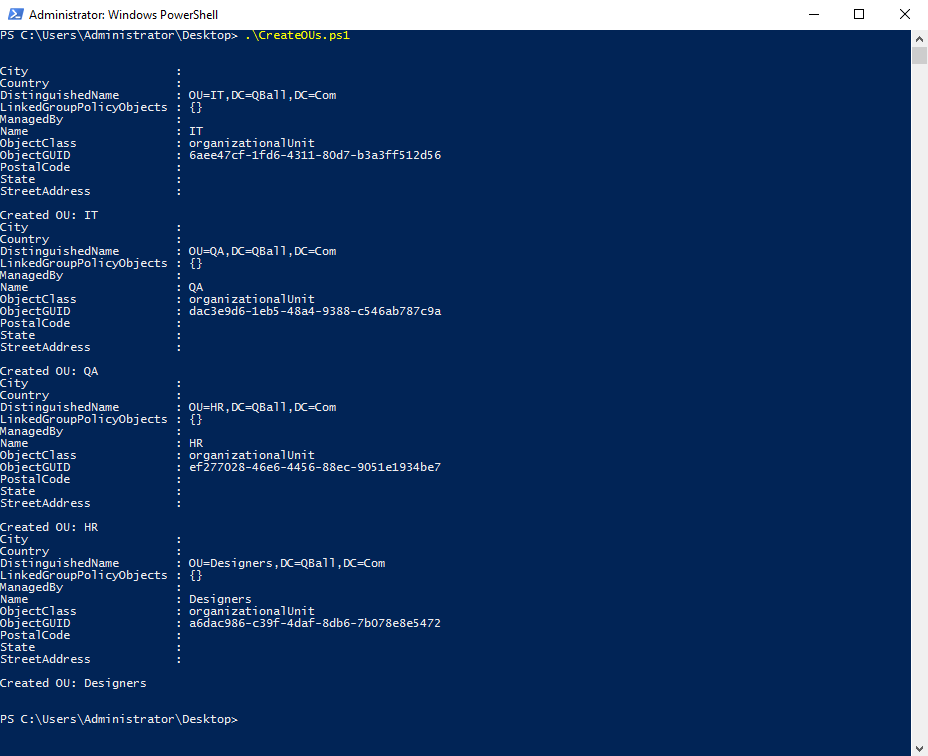 Administrator: Windows PowerShell
PS C:\Users\Administrator\Desktop> .\CreateOUs.ps1
City                     :
Country                  :
DistinguishedName        : OU=IT,DC=QBall,DC=Com
LinkedGroupPolicyObjects : {}
ManagedBy                :
Name                     : IT
ObjectClass              : organizationalUnit
ObjectGUID               : 6aee47cf-1fd6-4311-80d7-b3a3ff512d56
PostalCode               :
State                    :
StreetAddress            :
Created OU: IT
City                     :
Country                  :
DistinguishedName        : OU=QA,DC=QBall,DC=Com
LinkedGroupPolicyObjects : {}
ManagedBy                :
Name                     : QA
ObjectClass              : organizationalUnit
ObjectGUID               : dac3e9d6-1eb5-48a4-9388-c546ab787c9a
PostalCode               :
State                    :
StreetAddress            :
Created OU: QA
City                     :
Country                  :
DistinguishedName        : OU=HR,DC=QBall,DC=Com
LinkedGroupPolicyObjects : {}
ManagedBy                :
Name                     : HR
ObjectClass              : organizationalUnit
ObjectGUID               : ef277028-46e6-4456-88ec-9051e1934be7
PostalCode               :
State                    :
StreetAddress            :
Created OU: HR
City                     :
Country                  :
DistinguishedName        : OU=Designers,DC=QBall,DC=Com
LinkedGroupPolicyObjects : {}
ManagedBy                :
Name                     : Designers
ObjectClass              : organizationalUnit
ObjectGUID               : a6dac986-c39f-4daf-8db6-7b078e8e5472
PostalCode               :
State                    :
StreetAddress            :
Created OU: Designers
PS C:\Users\Administrator\Desktop>